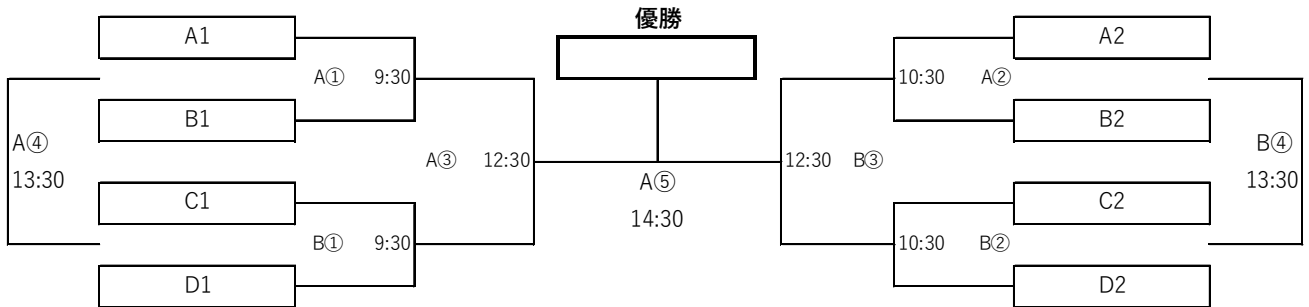 優勝
A1 A2
A① 9:30 10:30 A②
B1 B2
A④ B④
A③ 12:30 12:30 B③
13:30 A⑤ 13:30
C1 C2
14:30
B① 9:30 10:30 B②
D1 D2